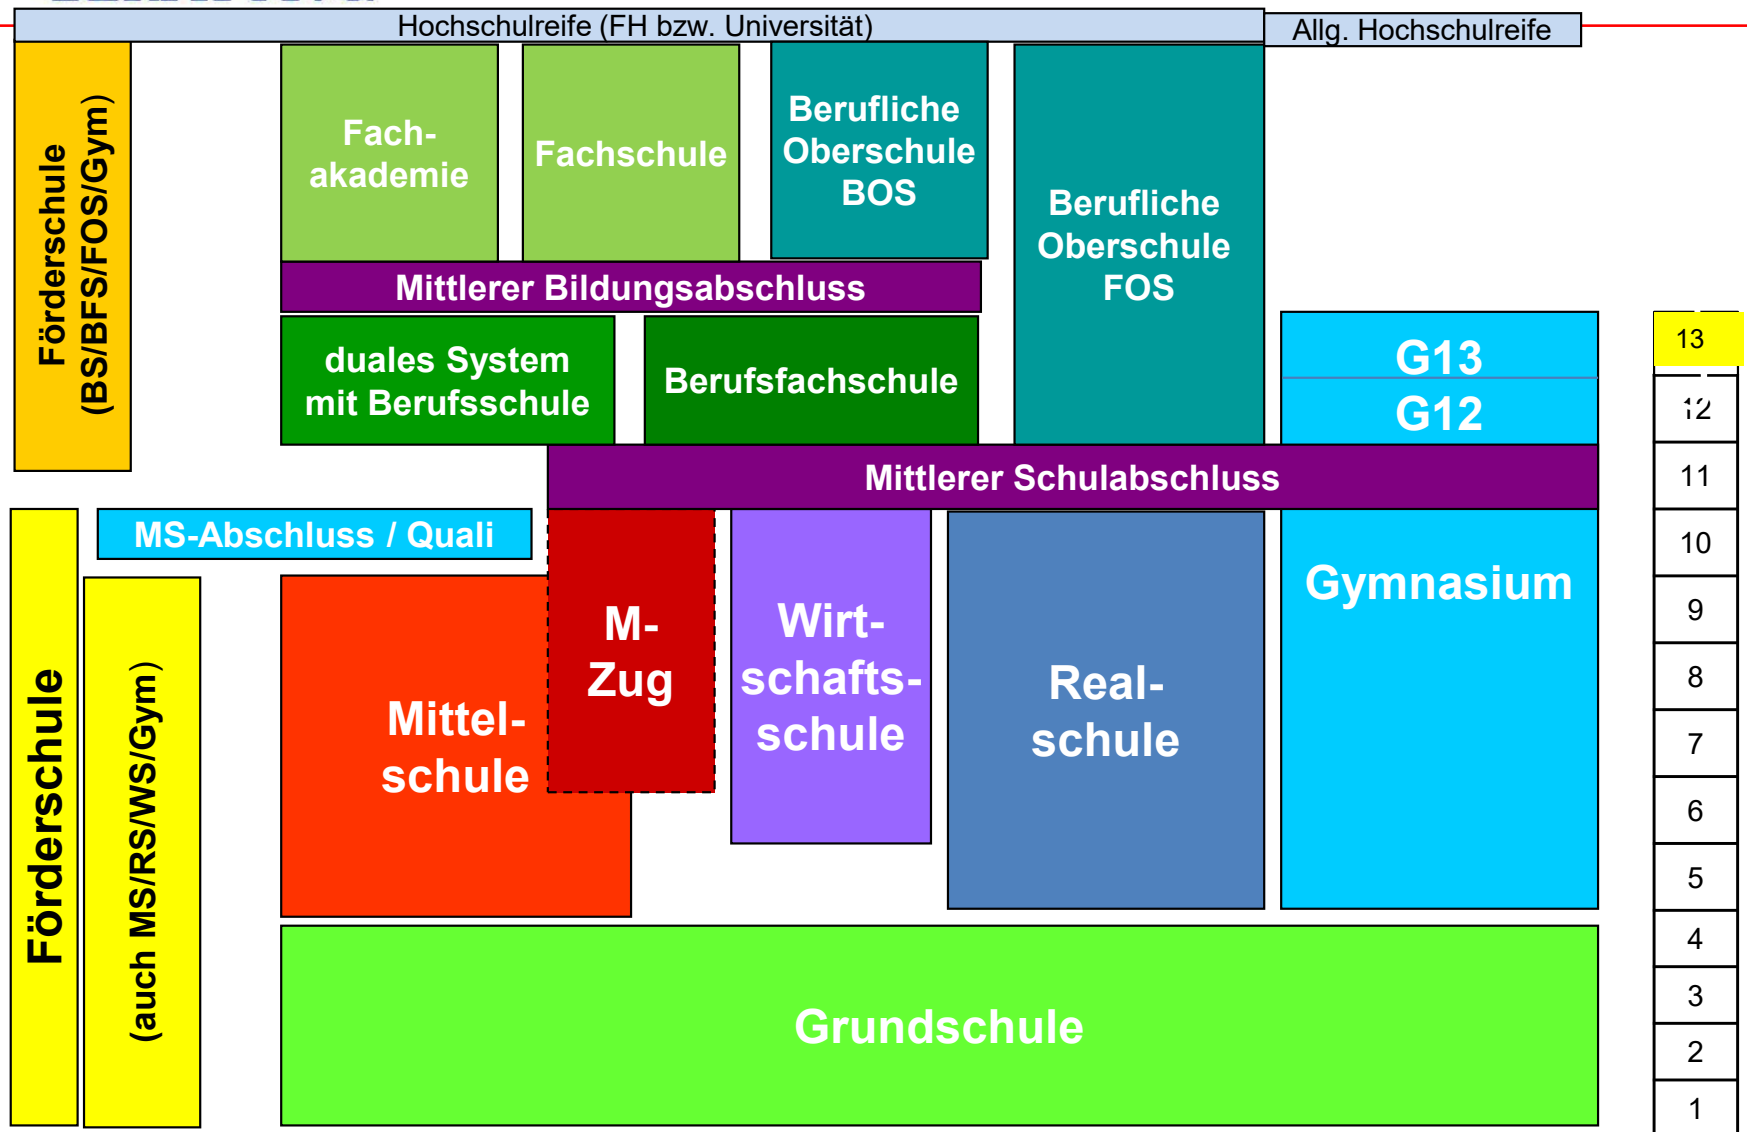 Hochschulreife (FH bzw. Universität)
Allg. Hochschulreife
Förderschule
(BS/BFS/FOS/Gym)
Fach-
akademie
Fachschule
Berufliche
Oberschule
BOS
Berufliche
Oberschule
FOS
Mittlerer Bildungsabschluss
duales System
mit Berufsschule
Berufsfachschule
G13
G12
13
12
Mittlerer Schulabschluss
11
MS-Abschluss / Quali
10
Förderschule
(auch MS/RS/WS/Gym)
Mittel-
schule
M-
Zug
Wirt-
schafts-
schule
Real-
schule
Gymnasium
9
8
7
6
5
Grundschule
4
3
2
1